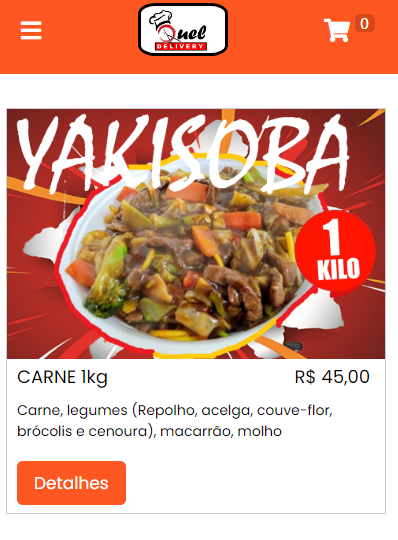 Quel
DELIVERY
0
YAKISOBA
1
KILO
CARNE 1kg
R$ 45,00
Carne, legumes (Repolho, acelga, couve-flor,
brócolis e cenoura), macarrão, molho
Detalhes